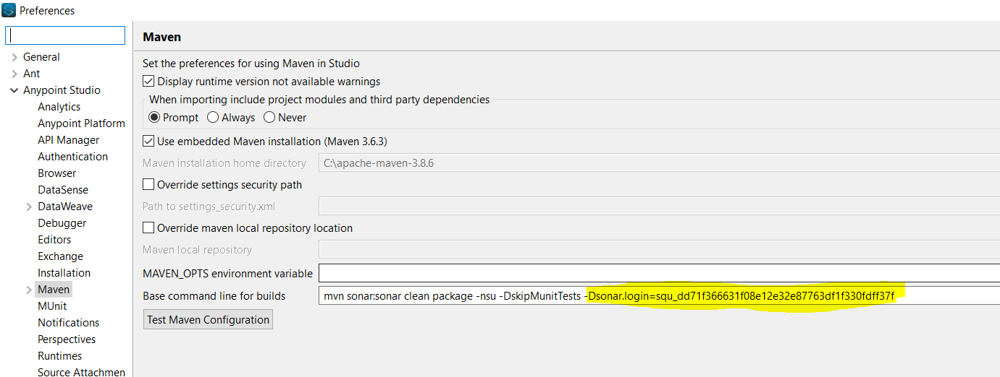 Preferences
General
Ant
Anypoint Studio
Analytics
Anypoint Platform
API Manager
Authentication
Browser
DataSense
DataWeave
Debugger
Editors
Exchange
Installation
Maven
MUnit
Notifications
Perspectives
Runtimes
Source Attachmen
Maven
Set the preferences for using Maven in Studio
Display runtime version not available warnings
When importing include project modules and third party dependencies
Prompt Always Never
Use embedded Maven installation (Maven 3.6.3)
Maven installation home directory C:\apache-maven-3.8.6
Override settings security path
Path to settings_security.xml
Override maven local repository location
Maven local repository
MAVEN_OPTS environment variable
Base command line for builds mvn sonar:sonar clean package -nsu -DskipMunitTests -Dsonar.login=squ_dd71f366631f08e12e32e87763df1f330fdff37f
Test Maven Configuration